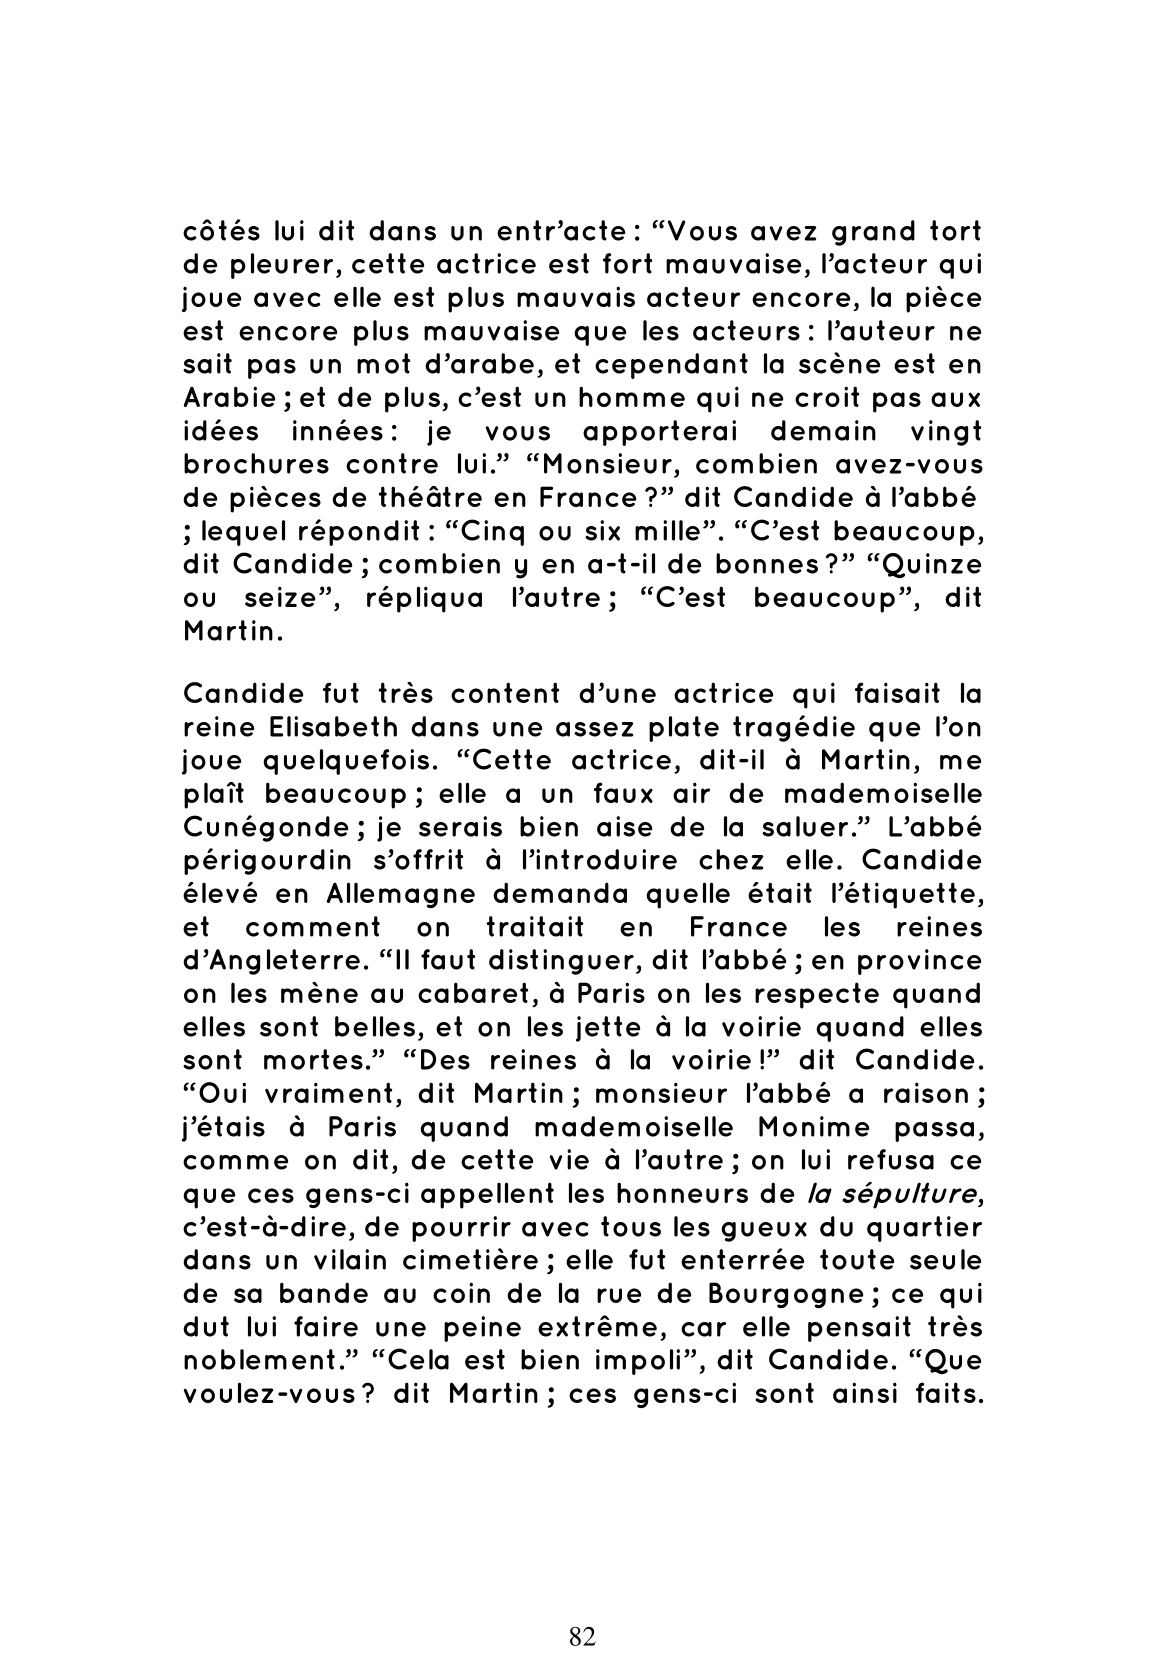 côtés lui dit dans un entr’acte : “Vous avez grand tort
de pleurer, cette actrice est fort mauvaise, l’acteur qui
joue avec elle est plus mauvais acteur encore, la pièce
est encore plus mauvaise que les acteurs : l’auteur ne
sait pas un mot d’arabe, et cependant la scène est en
Arabie ; et de plus, c’est un homme qui ne croit pas aux
idées innées : je vous apporterai demain vingt
brochures contre lui.” “Monsieur, combien avez-vous
de pièces de théâtre en France ?” dit Candide à l’abbé
; lequel répondit : “Cinq ou six mille”. “C’est beaucoup,
dit Candide ; combien y en a-t-il de bonnes ?” “Quinze
ou seize”, répliqua l’autre ; “C’est beaucoup”, dit
Martin.
Candide fut très content d’une actrice qui faisait la
reine Elisabeth dans une assez plate tragédie que l’on
joue quelquefois. “Cette actrice, dit-il à Martin, me
plaît beaucoup ; elle a un faux air de mademoiselle
Cunégonde ; je serais bien aise de la saluer.” L’abbé
périgourdin s’offrit à l’introduire chez elle. Candide
élevé en Allemagne demanda quelle était l’étiquette,
et comment on traitait en France les reines
d’Angleterre. “Il faut distinguer, dit l’abbé ; en province
on les mène au cabaret, à Paris on les respecte quand
elles sont belles, et on les jette à la voirie quand elles
sont mortes.” “Des reines à la voirie !” dit Candide.
“Oui vraiment, dit Martin ; monsieur l’abbé a raison ;
j’étais à Paris quand mademoiselle Monime passa,
comme on dit, de cette vie à l’autre ; on lui refusa ce
que ces gens-ci appellent les honneurs de la sépulture,
c’est-à-dire, de pourrir avec tous les gueux du quartier
dans un vilain cimetière ; elle fut enterrée toute seule
de sa bande au coin de la rue de Bourgogne ; ce qui
dut lui faire une peine extrême, car elle pensait très
noblement.” “Cela est bien impoli”, dit Candide. “Que
voulez-vous ? dit Martin ; ces gens-ci sont ainsi faits.
82